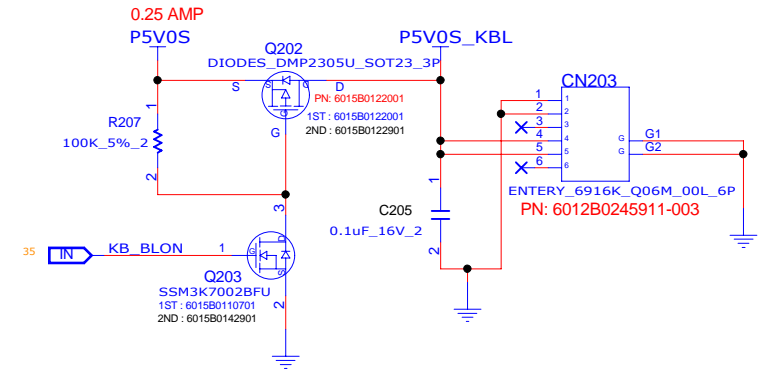 0.25 AMP
P5V0S
P5V0S_KBL
Q202
DIODES_DMP2305U_SOT23_3P
CN203
S
S
D
D
G
G
PN: 6015B0122001
1ST : 6015B0122001
2ND : 6015B0122901
1
1
2
2
3
3
4
4
5
5
6
6
G
G1
G
G2
1
R207
100K_5%_2
2
ENTERY_6916K_Q06M_00L_6P
PN: 6012B0245911-003
1
C205
0.1uF_16V_2
2
3
35
IN
KB_BLON
1
G
D
S
Q203
SSM3K7002BFU
1ST : 6015B0110701
2ND : 6015B0142901
2